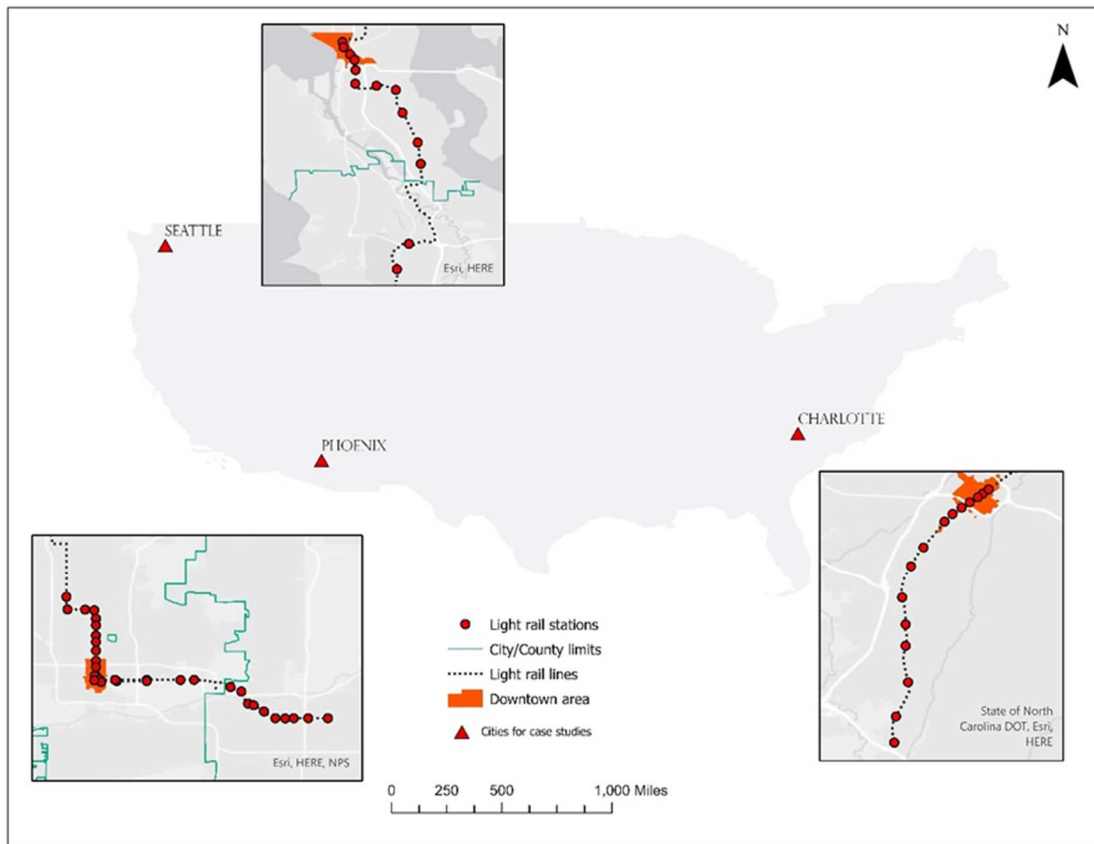 N
Esri, HERE
SEATTLE
CHARLOTTE
PHOENIX
State of North
Carolina DOT, Esri,
HERE
Esri, HERE, NPS
Light rail stations
City/County limits
Light rail lines
Downtown area
Cities for case studies
0 250 500 1,000 Miles